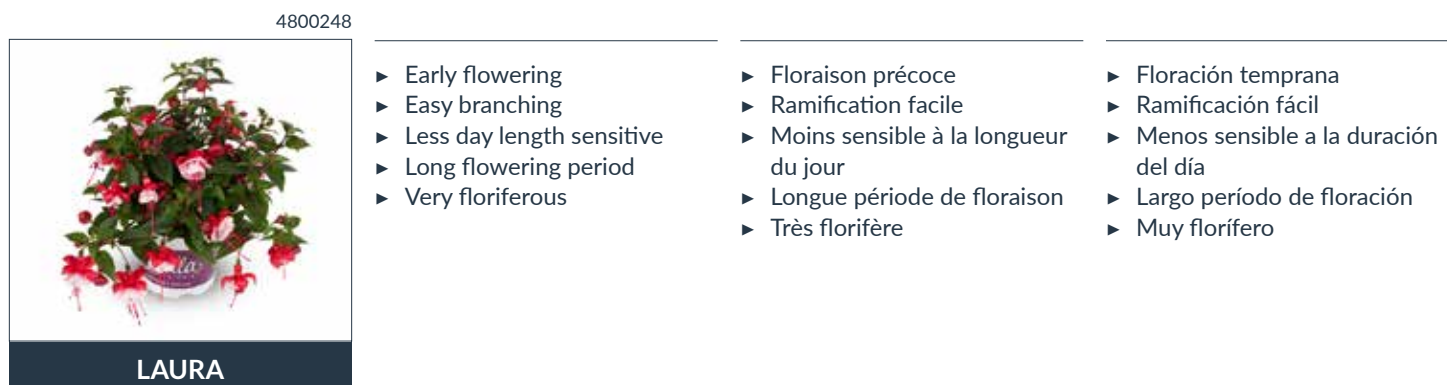 4800248
► Early flowering
► Easy branching
► Less day length sensitive
► Long flowering period
► Very floriferous
► Floraison précoce
► Ramification facile
► Moins sensible à la longueur
du jour
► Longue période de floraison
► Très florifère
► Floración temprana
► Ramificación fácil
► Menos sensible a la duración
del día
► Largo período de floración
► Muy florífero
LAURA